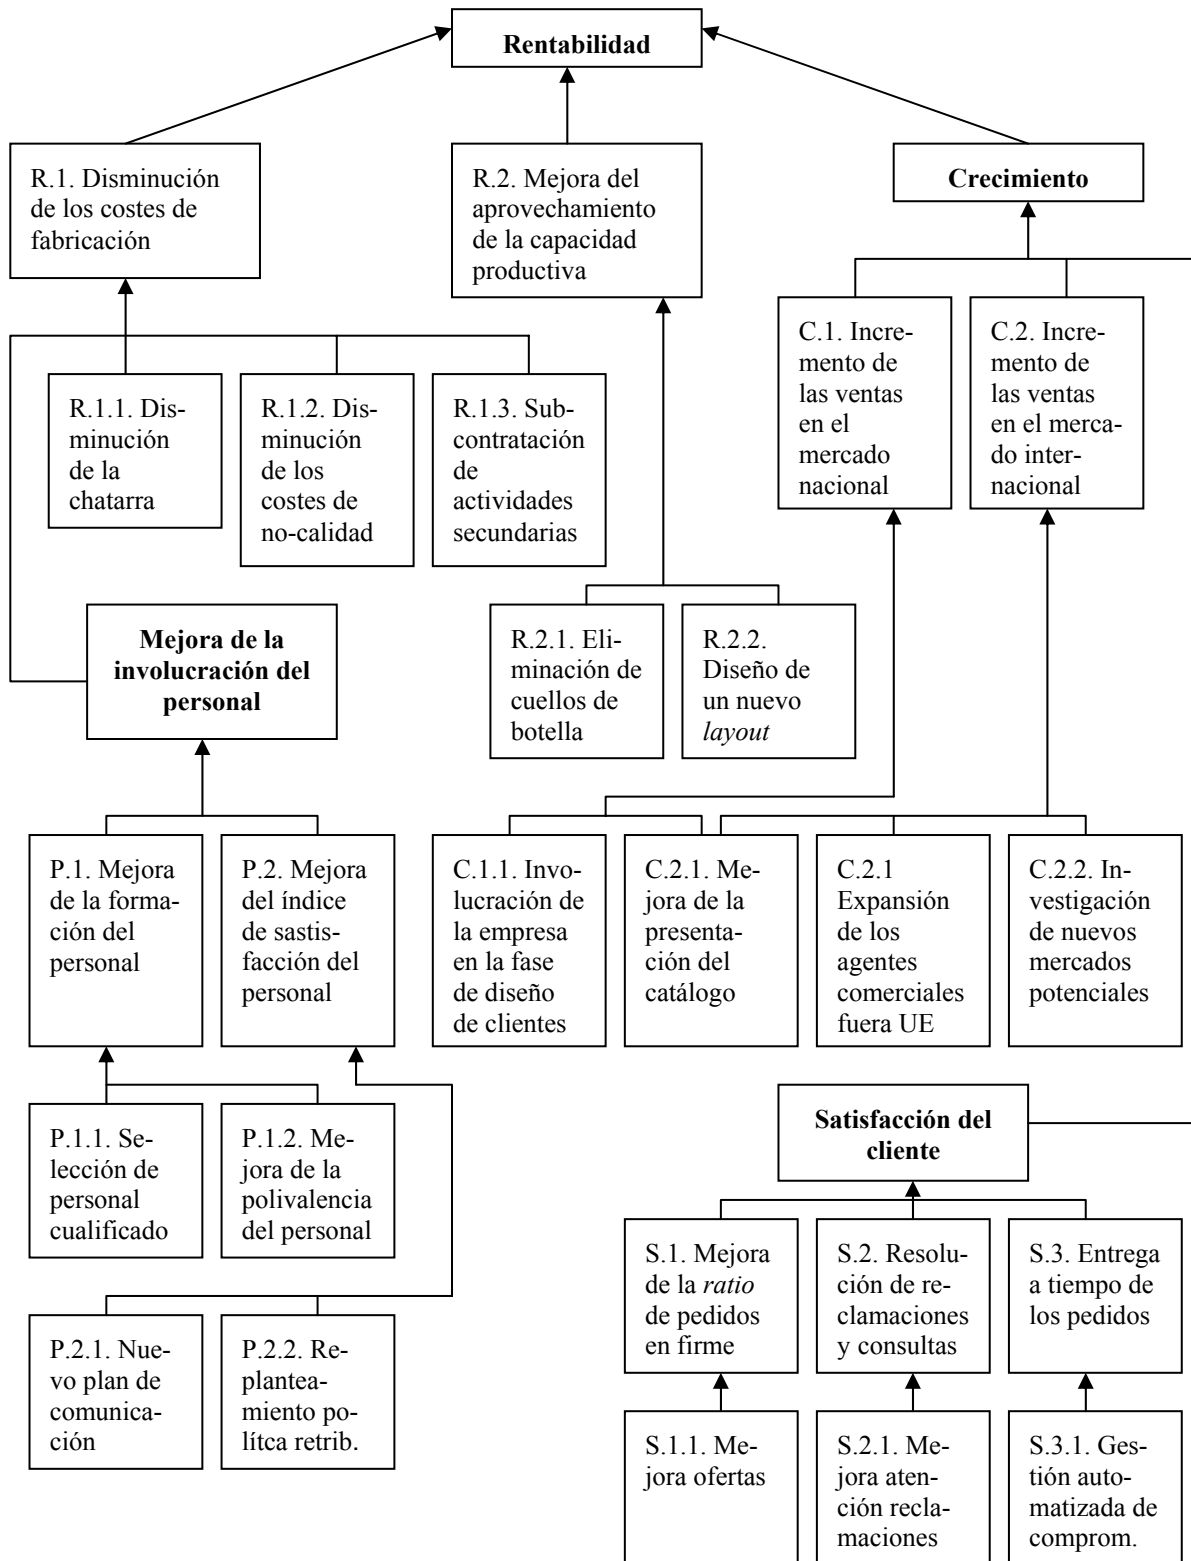 Rentabilidad
R.1. Disminución
de los costes de
fabricación
R.2. Mejora del
aprovechamiento
de la capacidad
productiva
Crecimiento
C.1. Incre-
mento de
las ventas
en el
mercado
nacional
C.2. Incre-
mento de
las ventas
en el merca-
do inter-
nacional
R.1.1. Dis-
minución
de la
chatarra
R.1.2. Dis-
minución
de los
costes de
no-calidad
R.1.3. Sub-
contratación
de
actividades
secundarias
Mejora de la
involucración del
personal
R.2.1. Eli-
minación de
cuellos de
botella
R.2.2.
Diseño de
un nuevo
layout
P.1. Mejora
de la forma-
ción del
personal
P.2. Mejora
del índice
de sastis-
facción del
personal
C.1.1. Invo-
lucración de
la empresa
en la fase
de diseño
de clientes
C.2.1. Me-
jora de la
presenta-
ción del
catálogo
C.2.1
Expansión
de los
agentes
comerciales
fuera UE
C.2.2. In-
vestigación
de nuevos
mercados
potenciales
P.1.1. Se-
lección de
personal
cualificado
P.1.2. Me-
jora de la
polivalencia
del personal
Satisfacción del
cliente
S.1. Mejora
de la ratio
de pedidos
en firme
S.2. Resolu-
ción de re-
clamaciones
y consultas
S.3. Entrega
a tiempo de
los pedidos
P.2.1. Nue-
vo plan de
comunica-
ción
P.2.2. Re-
plantea-
miento po-
lítca retrib.
S.1.1. Me-
jora ofertas
S.2.1. Me-
jora aten-
ción recla-
maciones
S.3.1. Ges-
tión auto-
matizada de
comprom.